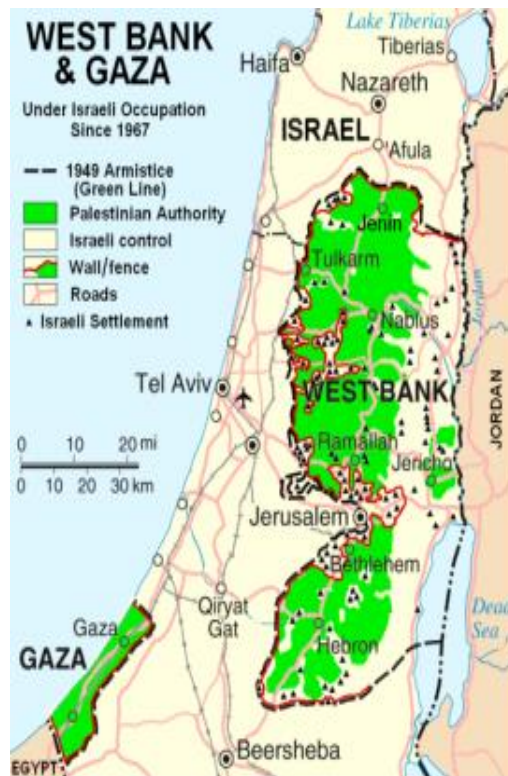 WEST BANK
& GAZA
Under Israeli Occupation
Since 1967
1949 Armistice
(Green Line)
Palestinian Authority
Israeli control
Wall/fence
Roads
Israeli Settlement
20 mi
0
10
20
30 km
Lake Tiberias
Tiberias
Haifa
Nazareth
ISRAEL
'Afula
Jenin
Tulkarm
Nablus
Jordan
Tel Aviv
WEST BANK
JORDAN
Ramallah
Jericho
Jerusalem
Bethlehem
Qiryat
Gat
Dead
Sea
Hebron
Gaza
GAZA
EGYPT
Beersheba